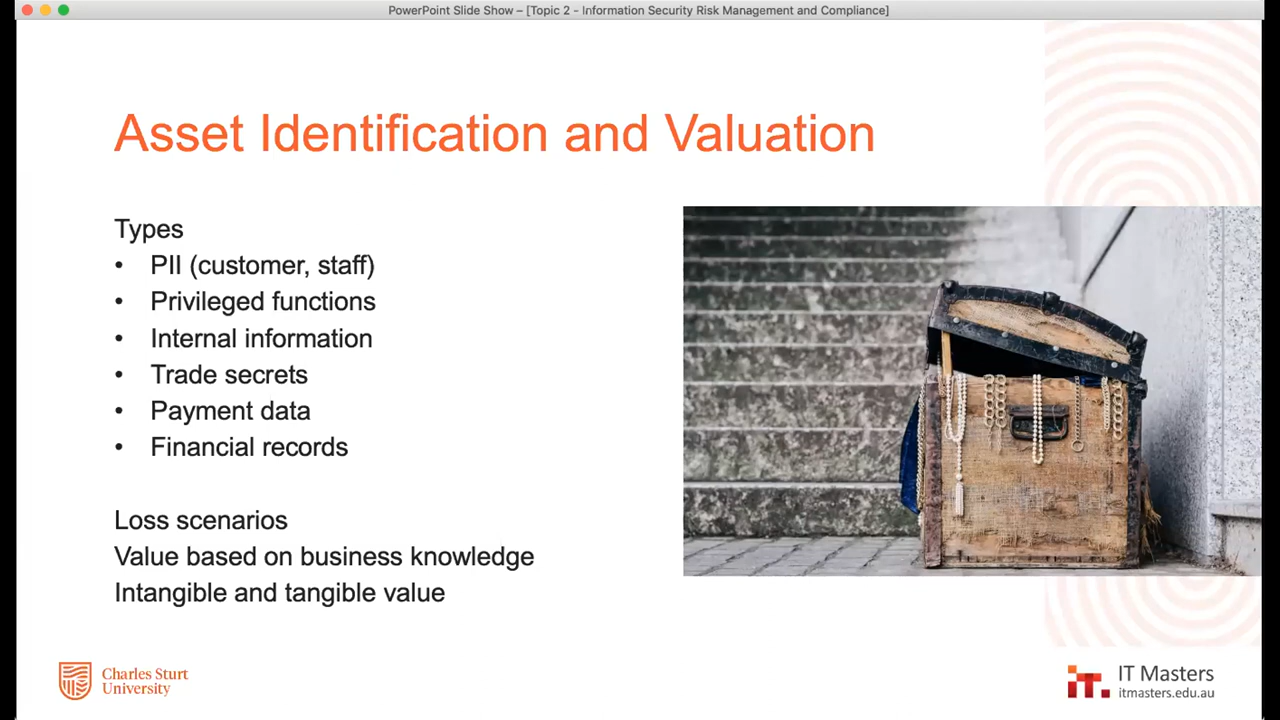 PowerPoint Slide Show – [Topic 2 - Information Security Risk Management and Compliance]
Asset Identification and Valuation
Types
• PII (customer, staff)
• Privileged functions
• Internal information
• Trade secrets
• Payment data
• Financial records
Loss scenarios
Value based on business knowledge
Intangible and tangible value
Charles Sturt
University
it.
IT Masters
itmasters.edu.au